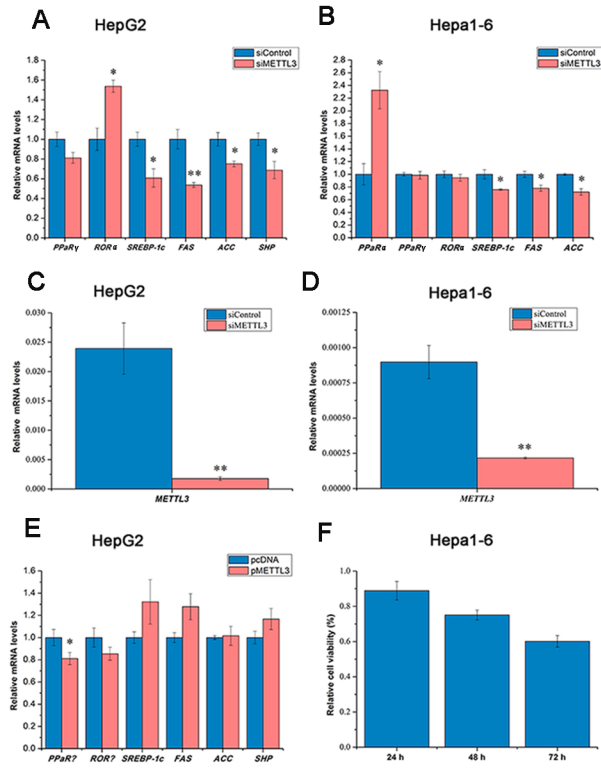 A
HepG2
siControl
siMETTL3
Relative mRNA levels
1.8
1.6
1.4
1.2
1.0
0.8
0.6
0.4
0.2
0.0
*
*
**
*
*
PPaRγ
RORα
SREBP-1c
FAS
ACC
SHP
B
Hepa1-6
siControl
siMETTL3
Relative mRNA levels
2.8
2.6
2.4
2.2
2.0
1.8
1.6
1.4
1.2
1.0
0.8
0.6
0.4
0.2
0.0
*
*
*
*
PPaRα
PPaRγ
RORα
SREBP-1c
FAS
ACC
C
HepG2
siControl
siMETTL3
Relative mRNA levels
0.030
0.025
0.020
0.015
0.010
0.005
0.000
**
METTL3
D
Hepa1-6
siControl
siMETTL3
Relative mRNA levels
0.00125
0.00100
0.00075
0.00050
0.00025
0.00000
**
METTL3
E
HepG2
pcDNA
pMETTL3
Relative mRNA levels
1.6
1.4
1.2
1.0
0.8
0.6
0.4
0.2
0.0
*
PPaR?
ROR?
SREBP-1c
FAS
ACC
SHP
F
Hepa1-6
Relative cell viability (%)
1.0
0.8
0.6
0.4
0.2
0.0
24 h
48 h
72 h